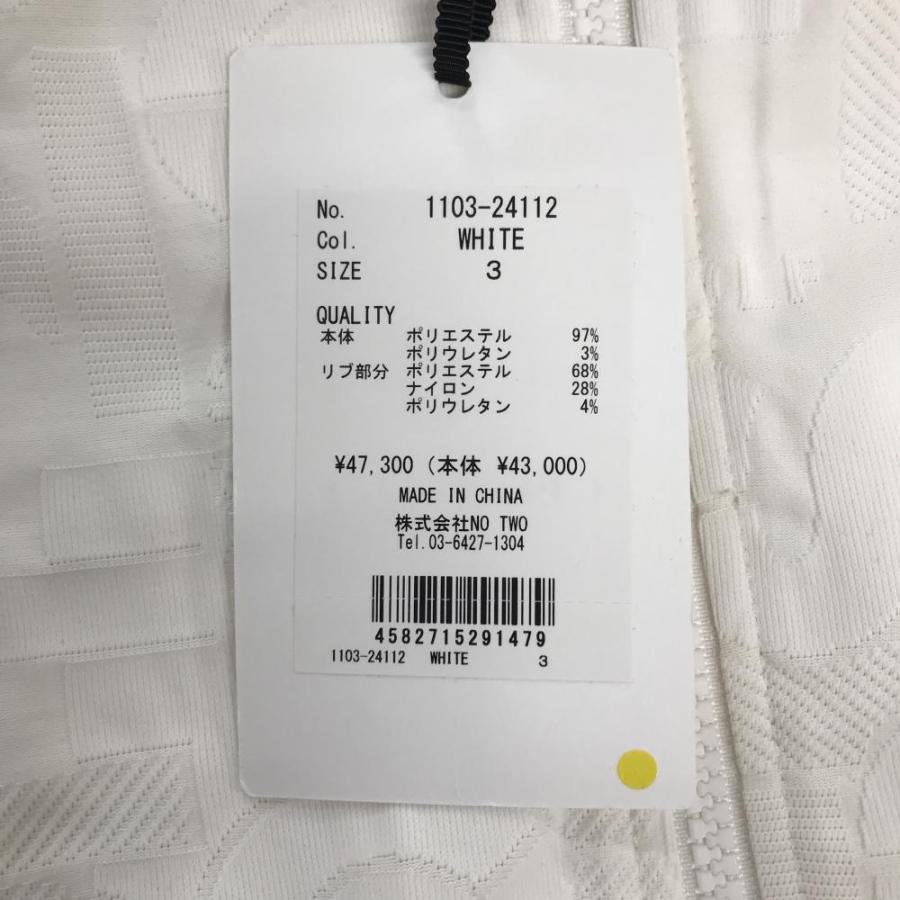 No. 1103-24112
Col. WHITE
SIZE 3
QUALITY
本体 ポリエステル 97%
ポリウレタン 3%
リブ部分 ポリエステル 68%
ナイロン 28%
ポリウレタン 4%
¥47,300 (本体 ¥43,000)
MADE IN CHINA
株式会社NO TWO
Tel.03-6427-1304
4582715291479
1103-24112 WHITE 3